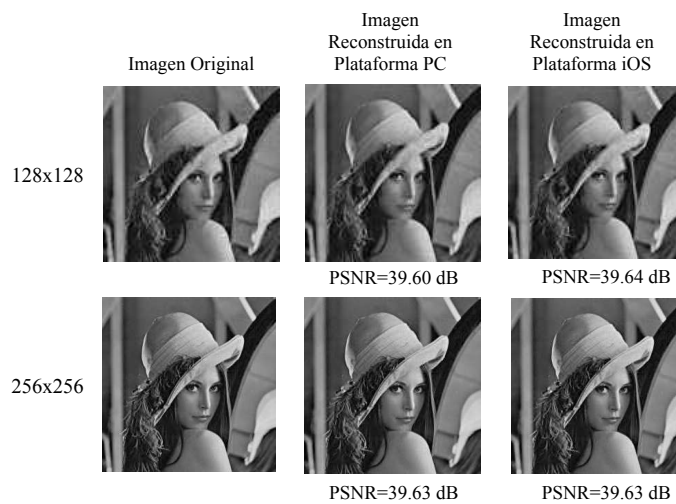 Imagen Original
Imagen
Reconstruida en
Plataforma PC
Imagen
Reconstruida en
Plataforma iOS
128x128
PSNR=39.60 dB
PSNR=39.64 dB
256x256
PSNR=39.63 dB
PSNR=39.63 dB